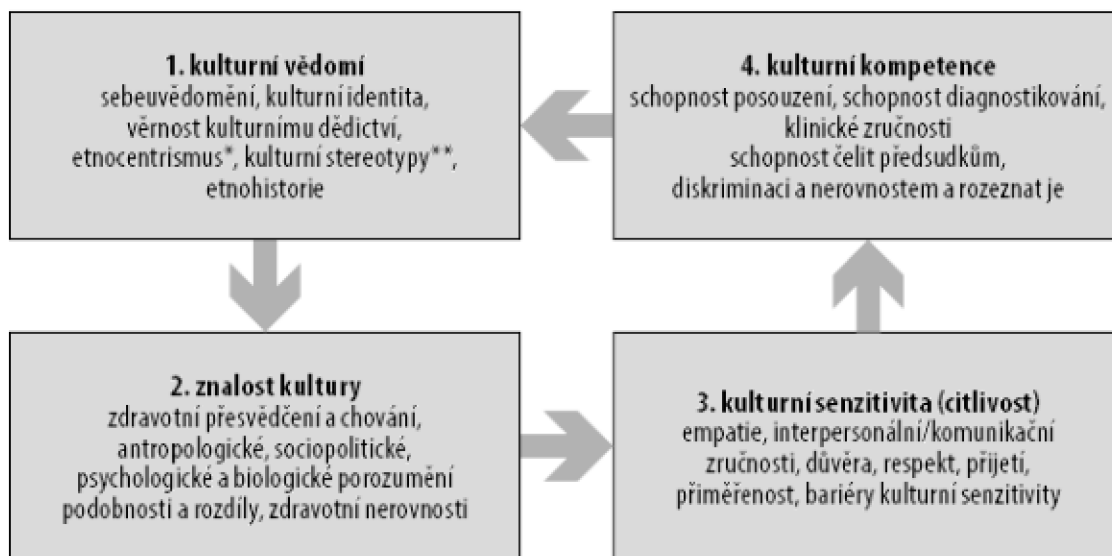 1. kulturní vědomí
sebeuvědomění, kulturní identita,
věrnost kulturnímu dědictví,
etnocentrismus*, kulturní stereotypy**,
etnohistorie
2. znalost kultury
zdravotní přesvědčení a chování,
antropologické, sociopolitické,
psychologické a biologické porozumění
podobnosti a rozdíly, zdravotní nerovnosti
3. kulturní senzitivita (citlivost)
empatie, interpersonální/komunikační
zručnosti, důvěra, respekt, přijetí,
přiměřenost, bariéry kulturní senzitivity
4. kulturní kompetence
schopnost posouzení, schopnost diagnostikování,
klinické zručnosti
schopnost čelit předsudkům,
diskriminaci a nerovnostem a rozeznat je